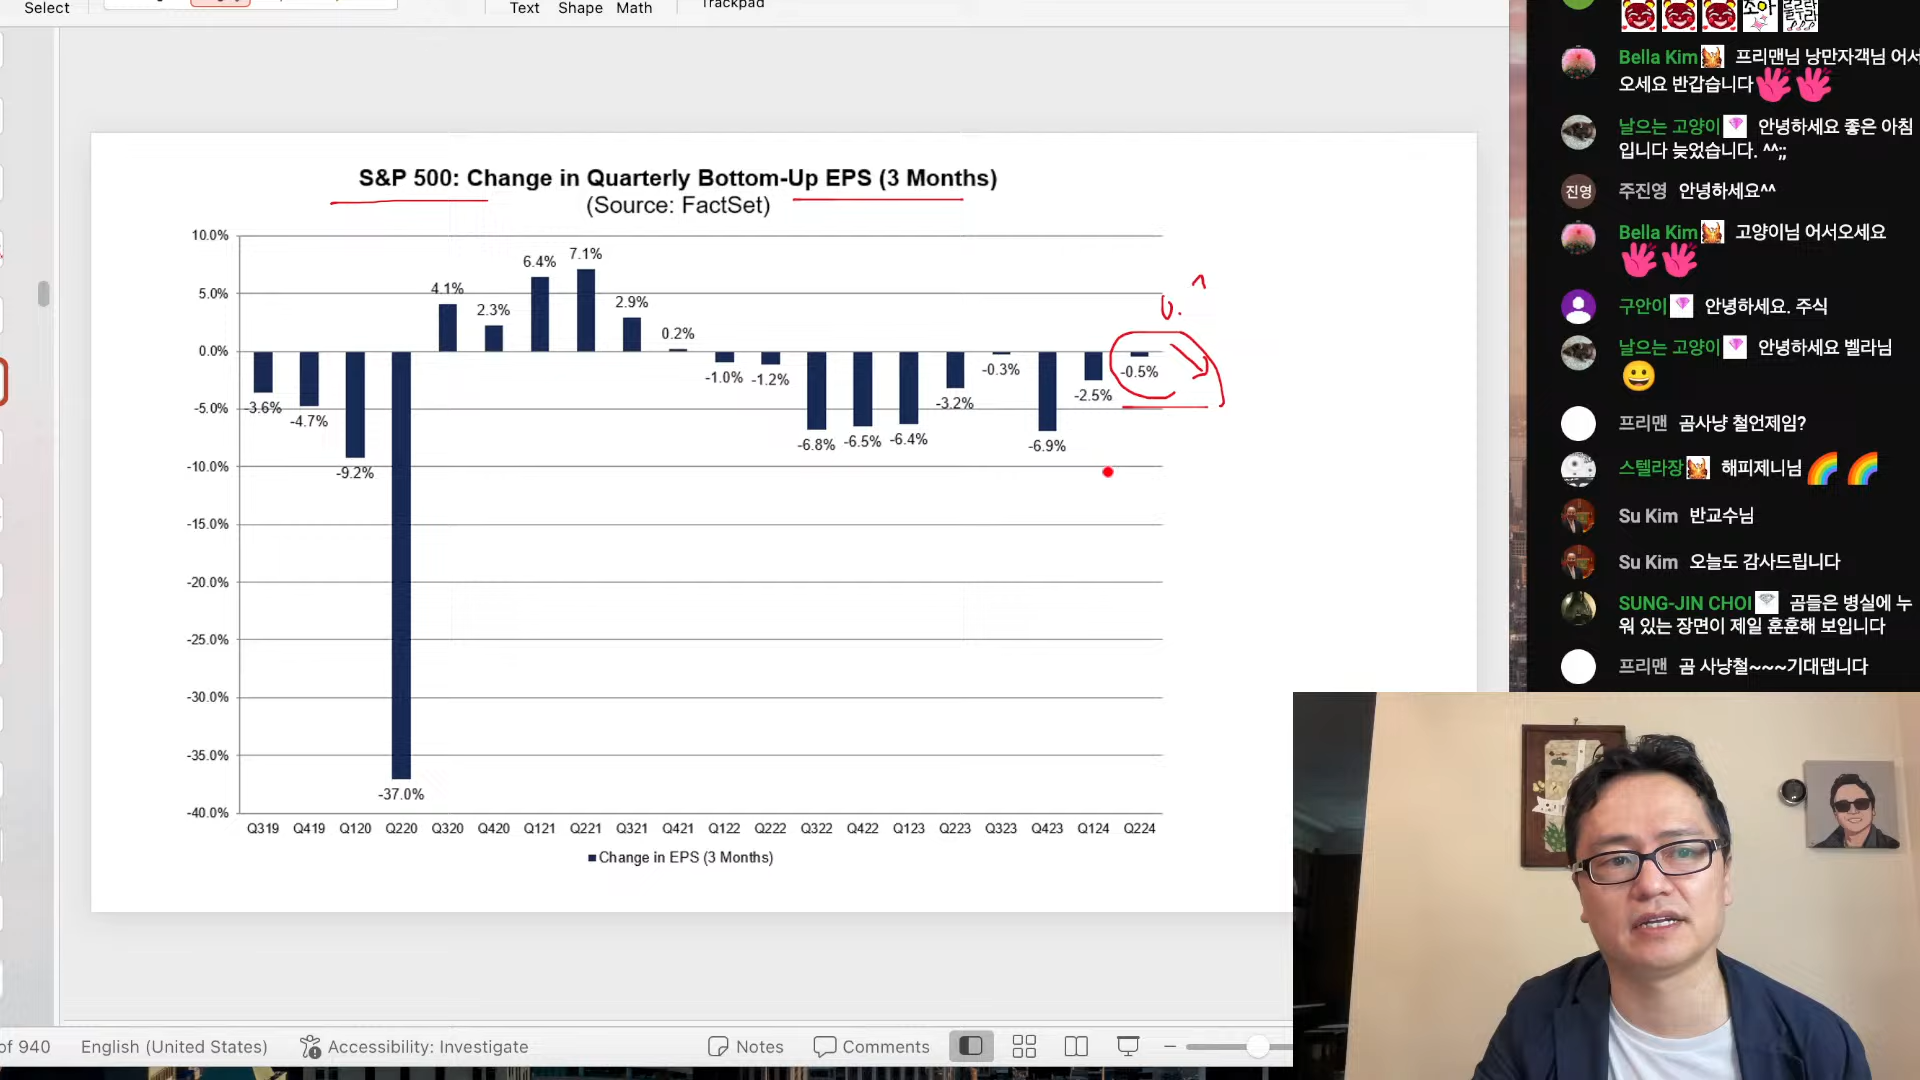 Select
Text Shape Math
Trackpad
S&P 500: Change in Quarterly Bottom-Up EPS (3 Months)
(Source: FactSet)
10.0%
5.0%
0.0%
-5.0%
-10.0%
-15.0%
-20.0%
-25.0%
-30.0%
-35.0%
-40.0%
-3.6%
-4.7%
-9.2%
-37.0%
4.1%
2.3%
6.4%
7.1%
2.9%
0.2%
-1.0%
-1.2%
-6.8%
-6.5%
-6.4%
-3.2%
-0.3%
-6.9%
-2.5%
-0.5%
0.
Q319 Q419 Q120 Q220 Q320 Q420 Q121 Q221 Q321 Q421 Q122 Q222 Q322 Q422 Q123 Q223 Q323 Q423 Q124 Q224
Change in EPS (3 Months)
of 940 English (United States) Accessibility: Investigate Notes Comments
Bella Kim 프리맨님 낭만자객님 어서
오세요 반갑습니다
날으는 고양이 안녕하세요 좋은 아침
입니다 늦었습니다. ^^;;
진영 주진영 안녕하세요^^
Bella Kim 고양이님 어서오세요
구안이 안녕하세요. 주식
날으는 고양이 안녕하세요 벨라님
프리맨 곰사냥 철언제임?
스텔라장 해피제니님
Su Kim 반교수님
Su Kim 오늘도 감사드립니다
SUNG-JIN CHOI 곰들은 병실에 누
워 있는 장면이 제일 훈훈해 보입니다
프리맨 곰 사냥철~~~기대댑니다